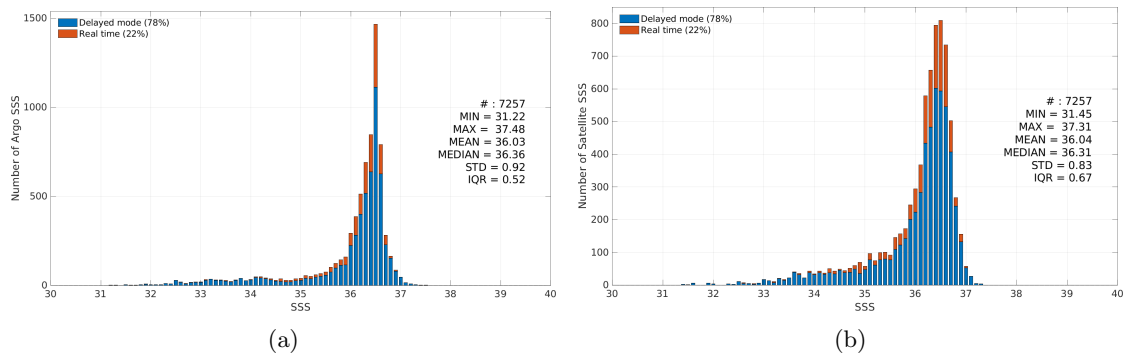 Delayed mode (78%)
Real time (22%)
1500
1000
500
0
Number of Argo SSS
# : 7257
MIN = 31.22
MAX = 37.48
MEAN = 36.03
MEDIAN = 36.36
STD = 0.92
IQR = 0.52
30 31 32 33 34 35 36 37 38 39 40
SSS
(a)
Delayed mode (78%)
Real time (22%)
800
700
600
500
400
300
200
100
0
Number of Satellite SSS
# : 7257
MIN = 31.45
MAX = 37.31
MEAN = 36.04
MEDIAN = 36.31
STD = 0.83
IQR = 0.67
30 31 32 33 34 35 36 37 38 39 40
SSS
(b)